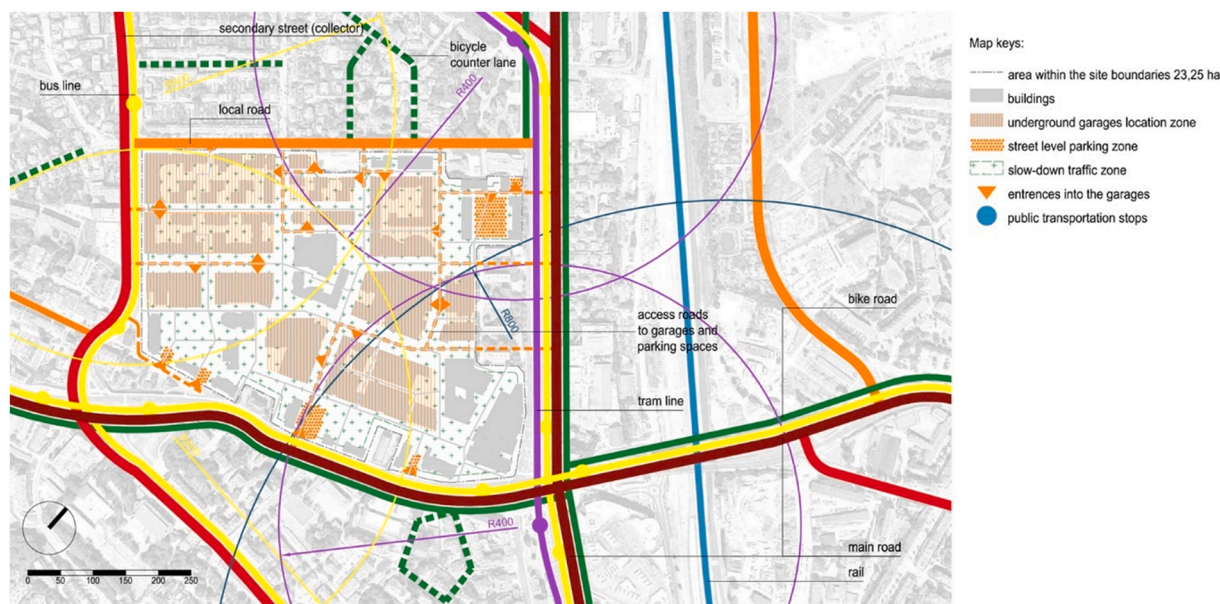 secondary street (collector)
bicycle
counter lane
bus line
R400
local road
R800
access roads
to garages and
parking spaces
bike road
tram line
R400
main road
rail
0 50 100 150 200 250
Map keys:
area within the site boundaries 23,25 ha
buildings
underground garages location zone
street level parking zone
slow-down traffic zone
entrences into the garages
public transportation stops